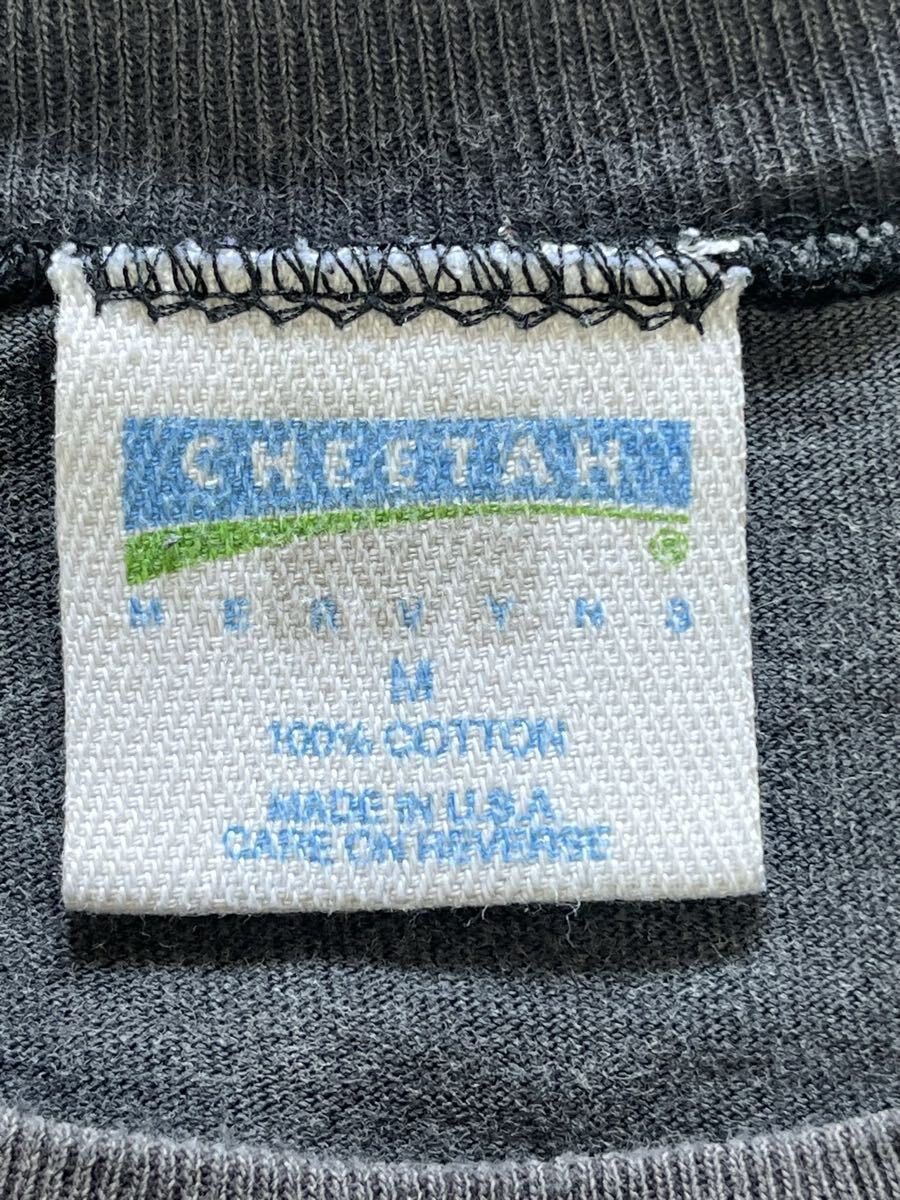 CHEETAH
®
MERVYNS
M
100% COTTON
MADE IN U.S.A
CARE ON REVERSE